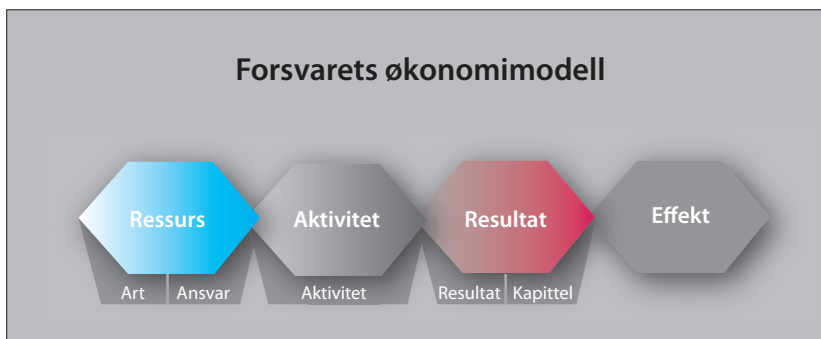 Forsvarets økonomimodell
Ressurs Aktivitet Resultat Effekt
Art Ansvar Aktivitet Resultat Kapittel